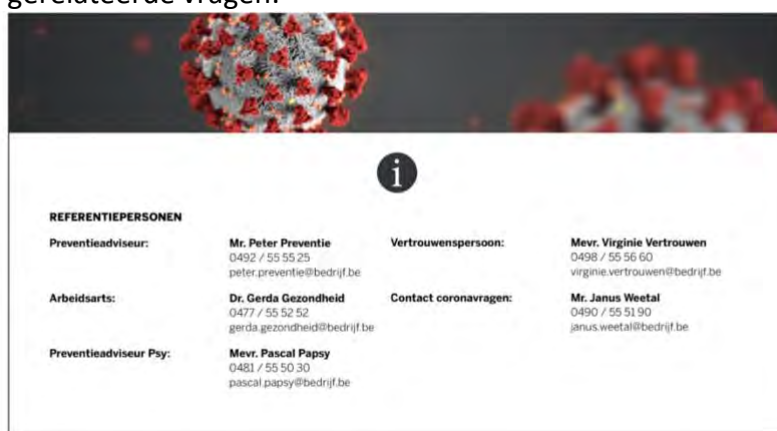 gerelateerde vragen.
i
REFERENTIEPERSONEN
Preventieadviseur:
Mr. Peter Preventie
0492 / 55 55 25
peter.preventie@bedrijf.be
Vertrouwenspersoon:
Mevr. Virginie Vertrouwen
0498 / 55 56 60
virginie.vertrouwen@bedrijf.be
Arbeidsarts:
Dr. Gerda Gezondheid
0477 / 55 52 52
gerda.gezondheid@bedrijf.be
Contact coronavragen:
Mr. Janus Weetal
0490 / 55 51 90
janus.weetal@bedrijf.be
Preventieadviseur Psy:
Mevr. Pascal Papsy
0481 / 55 50 30
pascal.papsy@bedrijf.be